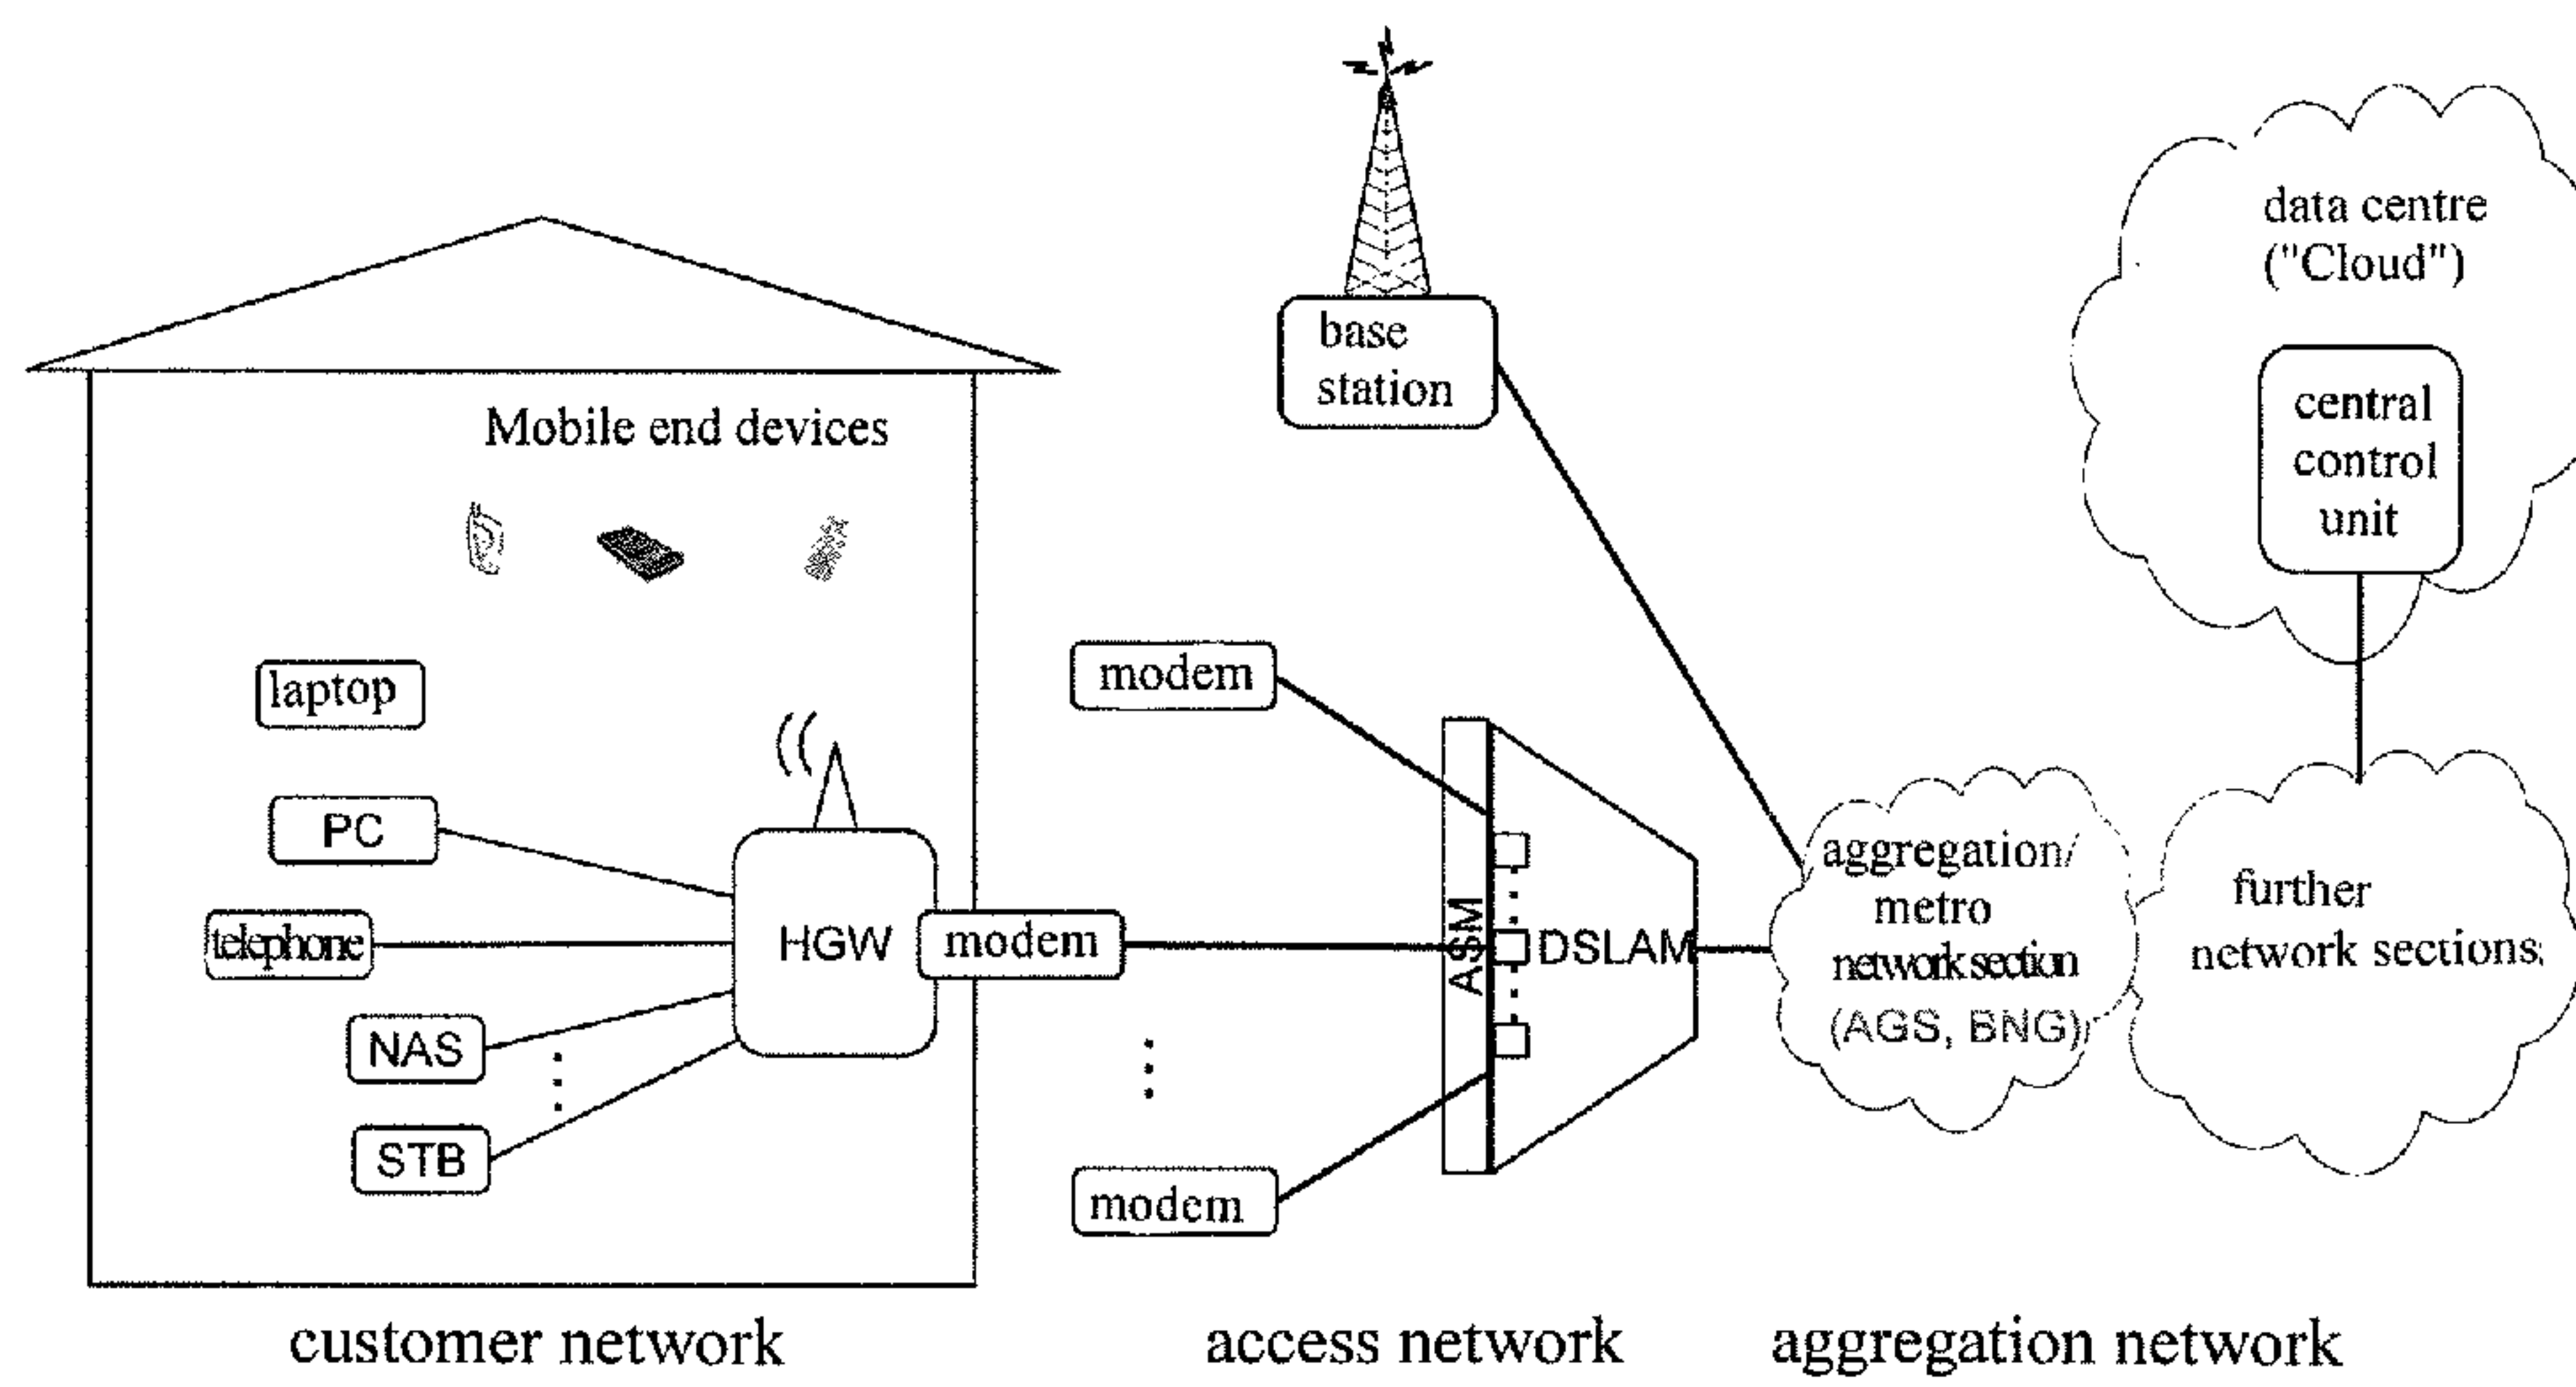 data centre
("Cloud")
central
control
unit
base
station
Mobile end devices
laptop
PC
telephone
NAS
STB
HGW
modem
modem
modem
ASM
DSLAM
aggregation/
metro
network section
(AGS, BNG)
further
network sections
customer network
access network
aggregation network